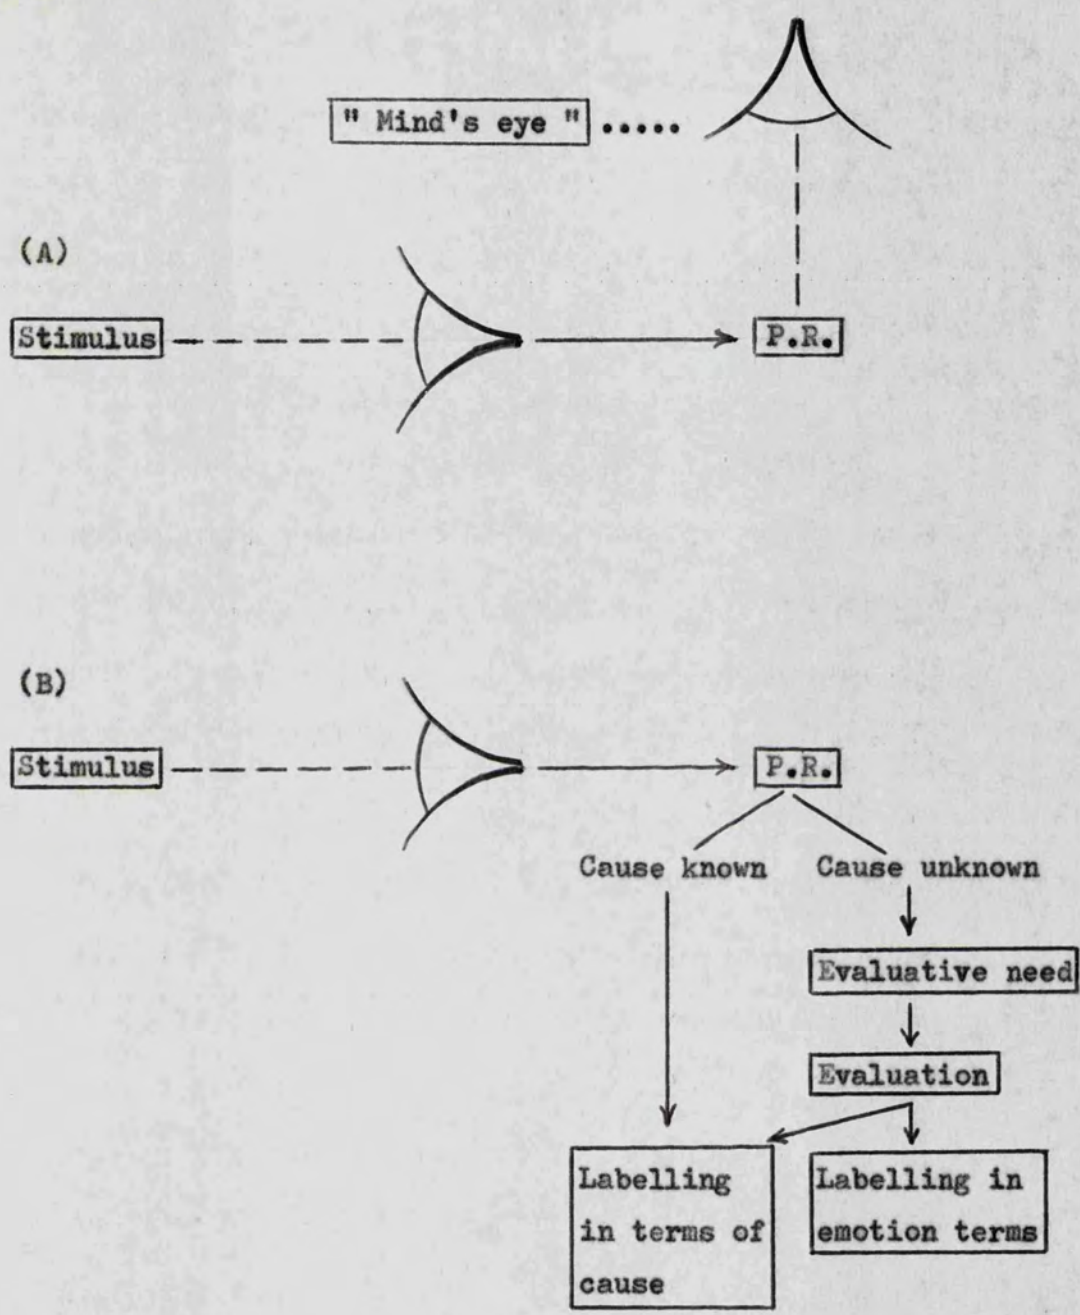 " Mind's eye " .....
(A)
Stimulus
P.R.
(B)
Stimulus
P.R.
Cause known
Cause unknown
Evaluative need
Evaluation
Labelling
in terms of
cause
Labelling in
emotion terms